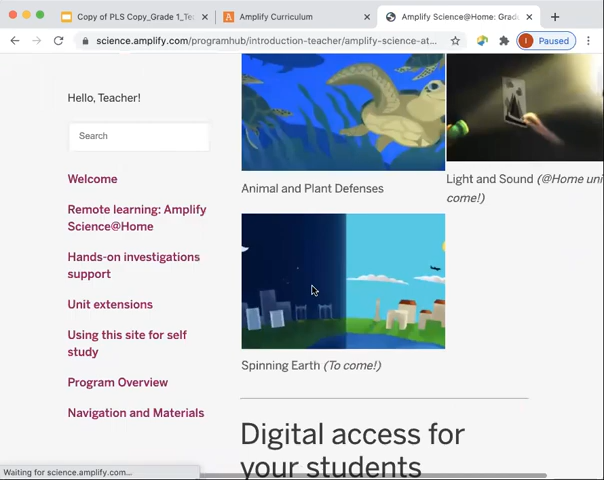 Copy of PLS Copy_Grade 1_Te
Amplify Curriculum
Amplify Science@Home: Grad
science.amplify.com/programhub/introduction-teacher/amplify-science-at...
Paused
Hello, Teacher!
Search
Welcome
Remote learning: Amplify
Science@Home
Hands-on investigations
support
Unit extensions
Using this site for self
study
Program Overview
Navigation and Materials
Animal and Plant Defenses
Light and Sound (@Home uni
come!)
Spinning Earth (To come!)
Digital access for
your students
Waiting for science.amplify.com...